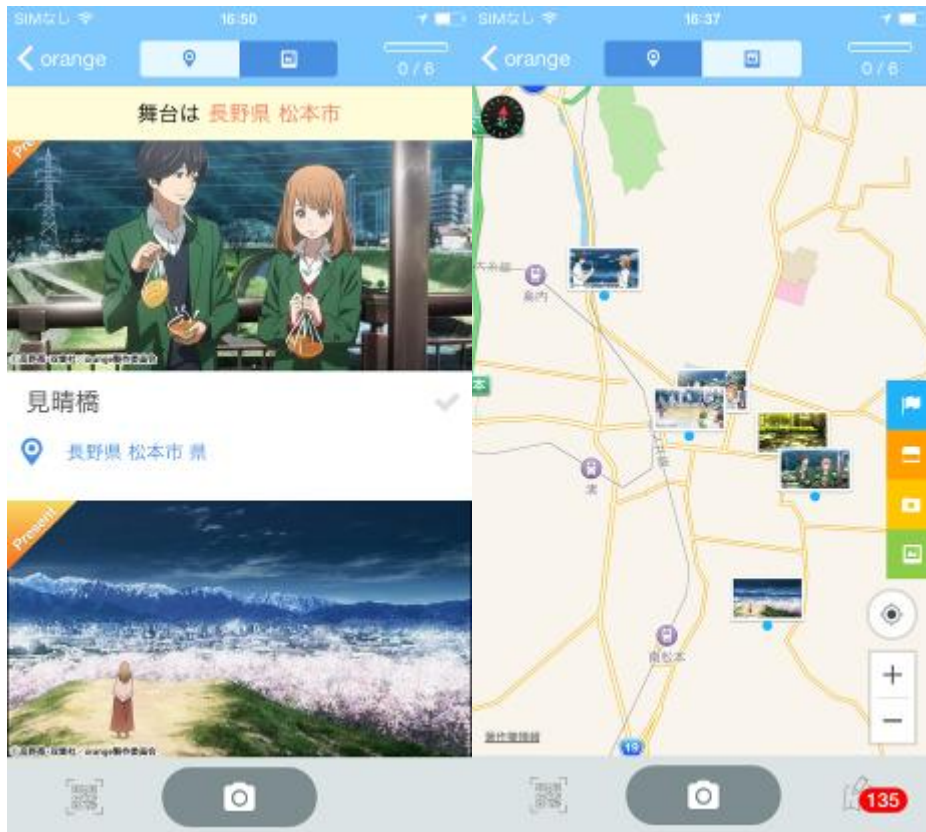 SIMなし
16:50
orange
0 / 6
舞台は 長野県 松本市
見晴橋
長野県 松本市 県
Present
SIMなし
16:37
orange
0 / 6
島内
渚
南松本
19
135